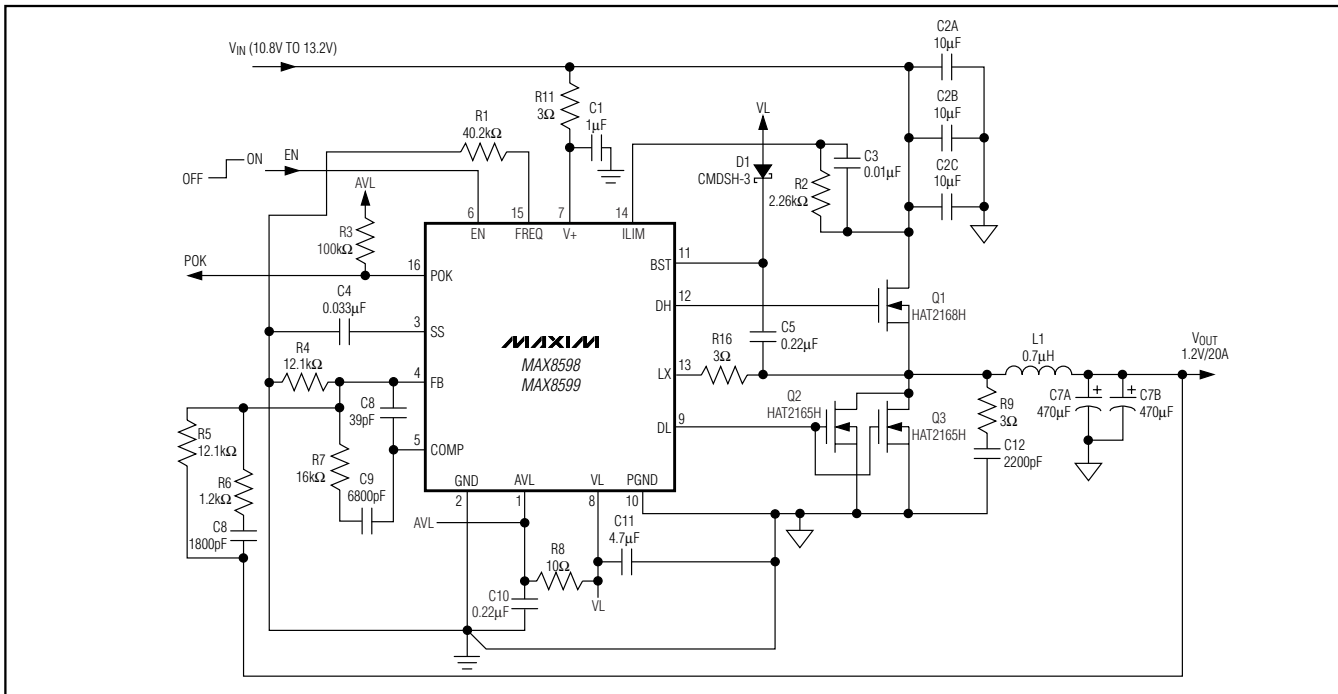 VIN (10.8V TO 13.2V)
C2A
10µF
C2B
10µF
C2C
10µF
R11
3Ω
C1
1µF
VL
R1
40.2kΩ
D1
CMDSH-3
R2
2.26kΩ
C3
0.01µF
OFF
ON
EN
AVL
R3
100kΩ
6
15
7
14
EN
FREQ
V+
ILIM
POK
16
POK
BST
11
C4
0.033µF
3
SS
DH
12
Q1
HAT2168H
MAXIM
MAX8598
MAX8599
C5
0.22µF
R4
12.1kΩ
4
FB
LX
13
R16
3Ω
L1
0.7µH
VOUT
1.2V/20A
C8
39pF
Q2
HAT2165H
Q3
HAT2165H
R9
3Ω
C7A
470µF
+
C7B
470µF
+
DL
9
R5
12.1kΩ
5
COMP
R7
16kΩ
C9
6800pF
C12
2200pF
R6
1.2kΩ
C8
1800pF
GND
AVL
VL
PGND
2
1
8
10
AVL
C11
4.7µF
R8
10Ω
VL
C10
0.22µF